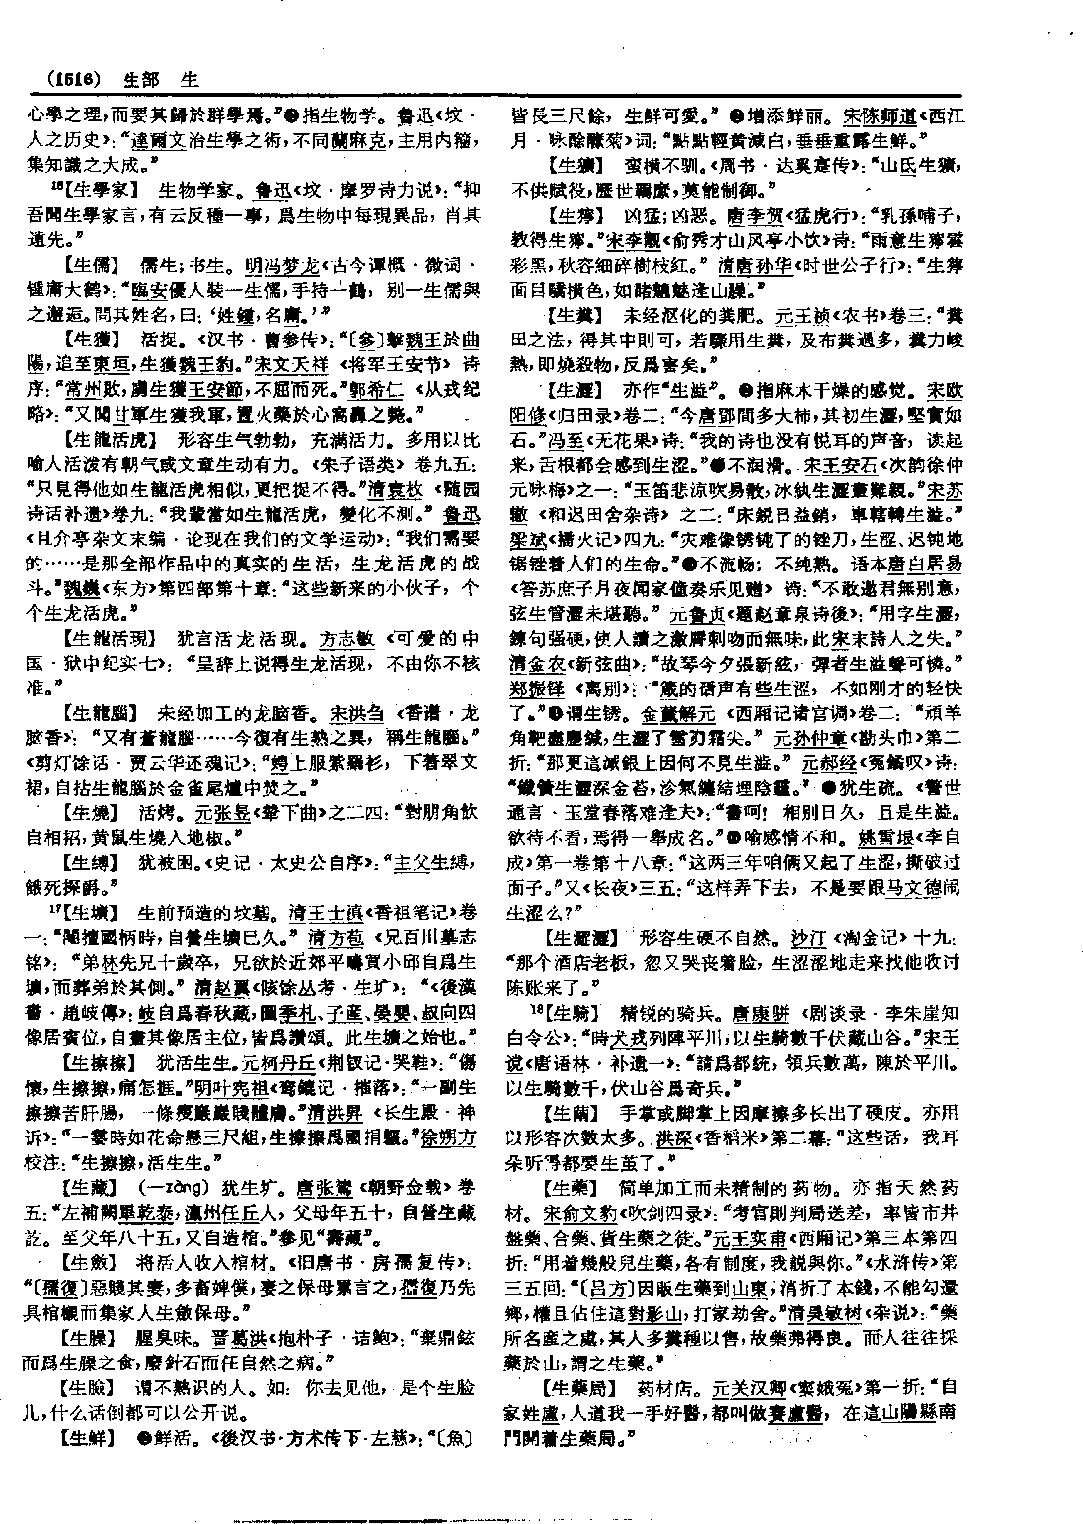 (1516) 生部 生
心學之理,而要其歸於群學焉。”❷指生物学。鲁迅《坟·
人之历史》:“達爾文治生學之術,不同蘭麻克,主用内籀,
集知識之大成。”
16【生學家】 生物学家。鲁迅《坟·摩罗诗力说》:“抑
吾聞生學家言,有云反種一事,爲生物中每現異品,肖其
遠先。”
【生儒】 儒生;书生。明冯梦龙《古今谭概·微词·
锺庸大鹤》:“臨安優人裝一生儒,手持一鶴, 别一生儒與
之邂逅。問其姓名,曰:‘姓鍾,名庸。’”
【生獲】 活捉。《汉书·曹参传》:“〔參〕擊魏王於曲
陽,追至東垣,生獲魏王豹。”宋文天祥《将军王安节》诗
序:“常州敗,虜生獲王安節,不屈而死。”郭希仁《从戎纪
略》:“又聞甘軍生獲我軍,置火藥於心窩轟之斃。”
【生龍活虎】 形容生气勃勃, 充满活力。多用以比
喻人活泼有朝气或文章生动有力。《朱子语类》卷九五:
“只見得他如生龍活虎相似,更把捉不得。”清袁枚《随园
诗话补遗》卷九:“我輩當如生龍活虎, 變化不測。” 鲁迅
《且介亭杂文末编·论现在我们的文学运动》:“我们需要
的……是那全部作品中的真实的生活, 生龙活虎的战
斗。”魏巍《东方》第四部第十章:“这些新来的小伙子, 个
个生龙活虎。”
【生龍活現】 犹言活龙活现。方志敏《可爱的中
国·狱中纪实七》:“呈辞上说得生龙活现, 不由你不核
准。”
【生龍腦】 未经加工的龙脑香。宋洪刍《香谱·龙
脑香》:“又有蒼龍腦……今復有生熟之異, 稱生龍腦。”
《剪灯馀话·贾云华还魂记》:“娉上服紫羅衫, 下著翠文
裙,自拈生龍腦於金雀尾爐中焚之。”
【生燒】 活烤。元张昱《辇下曲》之二四:“對朋角飲
自相招,黄鼠生燒入地椒。”
【生缚】 犹被困。《史记·太史公自序》:“主父生縛,
餓死探爵。”
17【生壙】 生前预造的坟墓。清王士禛《香祖笔记》卷
一:“閹擅國柄時,自營生壙已久。” 清方苞《兄百川墓志
铭》:“弟林先兄十歲卒, 兄欲於近郊平疇買小邱自爲生
壙,而葬弟於其側。” 清赵翼《陔馀丛考·生圹》:“《後漢
書·趙岐傳》:岐自爲春秋藏,圖季札、子産、晏嬰、叔向四
像居賓位,自畫其像居主位,皆爲讚頌。此生壙之始也。”
【生擦擦】 犹活生生。元柯丹丘《荆钗记·哭鞋》:“傷
懷,生擦擦,痛怎捱。”明叶宪祖《鸾鎞记·摧落》:“一副生
擦擦苦肝腸, 一條瘦巖巖賤體膚。”清洪昇《长生殿·神
诉》:“一霎時如花命懸三尺組,生擦擦爲國捐軀。”徐朔方
校注:“生擦擦,活生生。”
【生藏】 (—zàng) 犹生圹。唐张鷟《朝野佥载》卷
五:“左補闕畢乾泰,瀛州任丘人, 父母年五十, 自營生藏
訖。至父年八十五,又自造棺。”参见“壽藏”。
【生斂】 将活人收入棺材。《旧唐书·房孺复传》:
“〔孺復〕惡賤其妻,多畜婢僕,妻之保母累言之,孺復乃先
具棺櫬而集家人生斂保母。”
【生臊】 腥臭味。晋葛洪《抱朴子·诘鲍》:“棄鼎鉉
而爲生臊之食,廢針石而任自然之病。”
【生臉】 谓不熟识的人。如: 你去见他, 是个生脸
儿,什么话倒都可以公开说。
【生鮮】 ❶鲜活。《後汉书·方术传下·左慈》:“〔魚〕
皆長三尺餘, 生鮮可愛。” ❷增添鲜丽。宋陈师道《西江
月·咏酴醾菊》词:“點點輕黄減白,垂垂重露生鮮。”
【生獷】 蛮横不驯。《周书·达奚寔传》:“山氐生獷,
不供賦役,歷世羈縻,莫能制御。”
【生獰】 凶猛;凶恶。唐李贺《猛虎行》:“乳孫哺子,
教得生獰。”宋李觏《俞秀才山风亭小饮》诗:“雨意生獰雲
彩黑,秋容細碎樹枝紅。” 清唐孙华《时世公子行》:“生獰
面目驕横色,如睹魑魅逢山臊。”
【生糞】 未经沤化的粪肥。元王祯《农书》卷三:“糞
田之法, 得其中則可, 若驟用生糞, 及布糞過多, 糞力峻
熱,即燒殺物,反爲害矣。”
【生澀】 亦作“生澁”。❶指麻木干燥的感觉。宋欧
阳修《归田录》卷二:“今唐鄧間多大柿,其初生澀,堅實如
石。”冯至《无花果》诗:“我的诗也没有悦耳的声音, 读起
来,舌根都会感到生涩。”❷不润滑。宋王安石《次韵徐仲
元咏梅》之一:“玉笛悲涼吹易散,冰紈生澀畫難親。”宋苏
辙《和迟田舍杂诗》之二:“床鋭日益銷, 車轄轉生澁。”
梁斌《播火记》四九:“灾难像锈钝了的锉刀,生涩、迟钝地
锯锉着人们的生命。”❸不流畅; 不纯熟。语本唐白居易
《答苏庶子月夜闻家僮奏乐见赠》诗:“不敢邀君無别意,
弦生管澀未堪聽。” 元鲁贞《题赵章泉诗後》:“用字生澀,
鍊句强硬,使人讀之激脣刺吻而無味,此宋末詩人之失。”
清金农《新弦曲》:“故琴今夕張新絃, 彈者生澁聲可憐。”
郑振铎《离别》:“箴的语声有些生涩, 不如刚才的轻快
了。”❹谓生锈。金董解元《西厢记诸宫调》卷二:“頑羊
角靶盡塵緘,生澀了雪刃霜尖。” 元孙仲章《勘头巾》第二
折:“那更這減銀上因何不見生澁。” 元郝经《冤觹叹》诗:
“鐵簧生澀深金苔,沴氣纏結埋陰霾。”❺犹生疏。《警世
通言·玉堂春落难逢夫》:“書呵! 相别日久, 且是生澁。
欲待不看,焉得一舉成名。”❻喻感情不和。姚雪垠《李自
成》第一卷第十八章:“这两三年咱俩又起了生涩,撕破过
面子。”又《长夜》三五:“这样弄下去, 不是要跟马文德闹
生涩么?”
【生澀澀】 形容生硬不自然。沙汀《淘金记》十九:
“那个酒店老板, 忽又哭丧着脸, 生涩涩地走来找他收讨
陈账来了。”
18【生騎】 精锐的骑兵。唐康骈《剧谈录·李朱崖知
白令公》:“時犬戎列陣平川,以生騎數千伏藏山谷。”宋王
谠《唐语林·补遗一》:“請爲都統, 領兵數萬, 陳於平川。
以生騎數千,伏山谷爲奇兵。”
【生繭】 手掌或脚掌上因摩擦多长出了硬皮。亦用
以形容次数太多。洪深《香稻米》第二幕:“这些话, 我耳
朵听得都要生茧了。”
【生藥】 简单加工而未精制的药物。亦指天然药
材。宋俞文豹《吹剑四录》:“考官則判局送差, 率皆市井
盤藥、合藥、貨生藥之徒。”元王实甫《西厢记》第三本第四
折:“用着幾般兒生藥,各有制度,我説與你。”《水浒传》第
三五回:“〔吕方〕因販生藥到山東,消折了本錢,不能勾還
鄉,權且佔住這對影山,打家劫舍。”清吴敏树《杂说》:“藥
所名産之處,其人多糞種以售,故藥弗得良。而人往往採
藥於山,謂之生藥。”
【生藥局】 药材店。元关汉卿《窦娥冤》第一折:“自
家姓盧,人道我一手好醫,都叫做賽盧醫, 在這山陽縣南
門開着生藥局。”